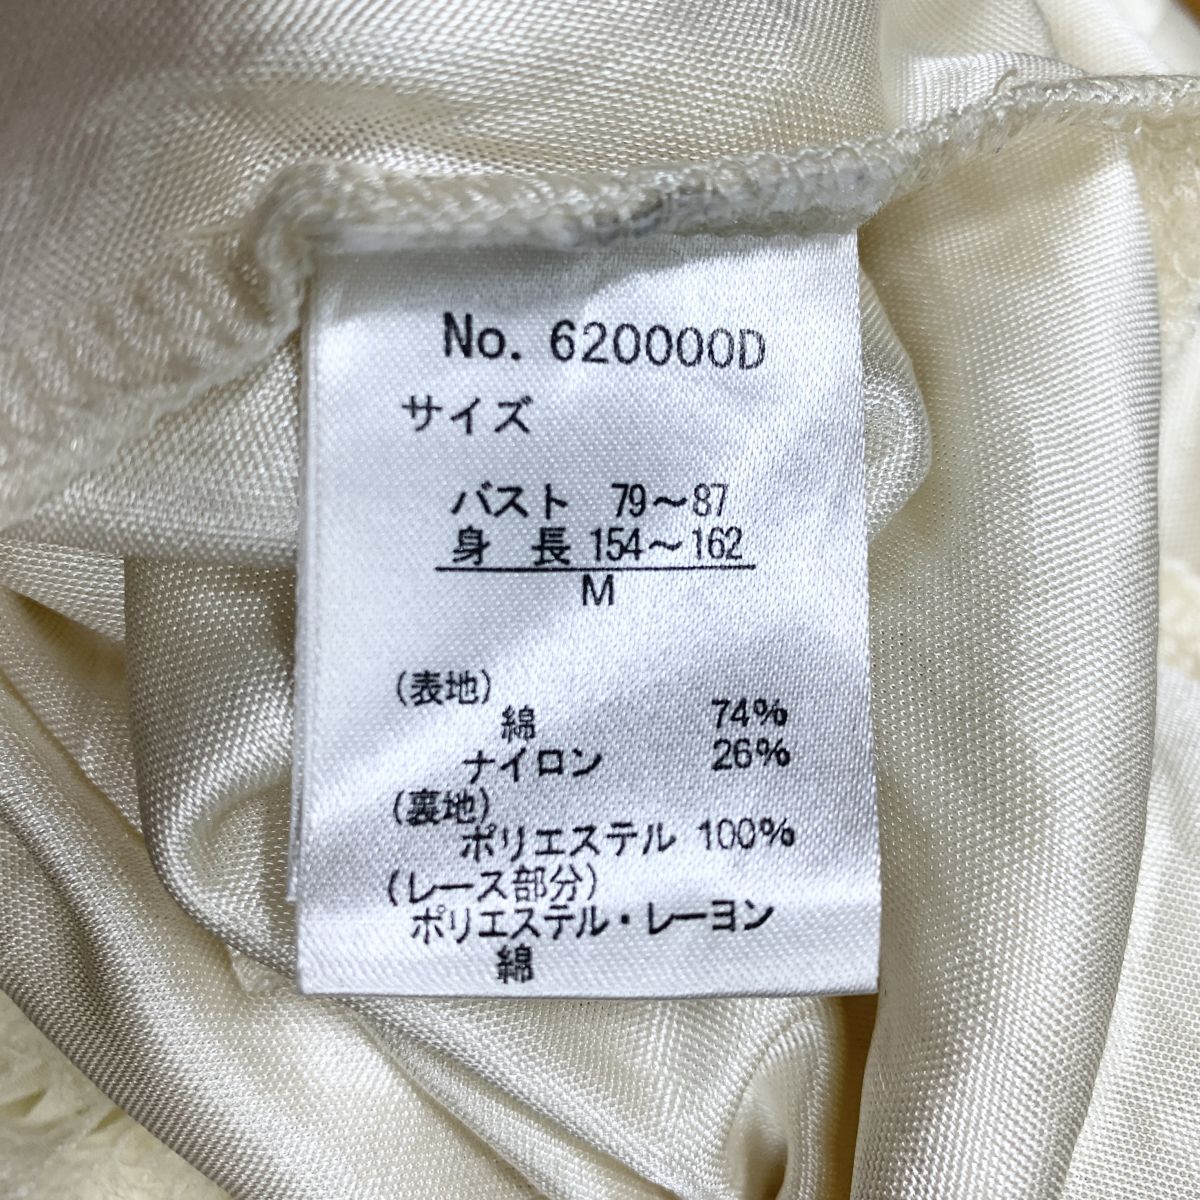 No. 620000D
サイズ
バスト 79～87
身長 154～162
M
(表地)
綿 74%
ナイロン 26%
(裏地)
ポリエステル 100%
(レース部分)
ポリエステル・レーヨン
綿